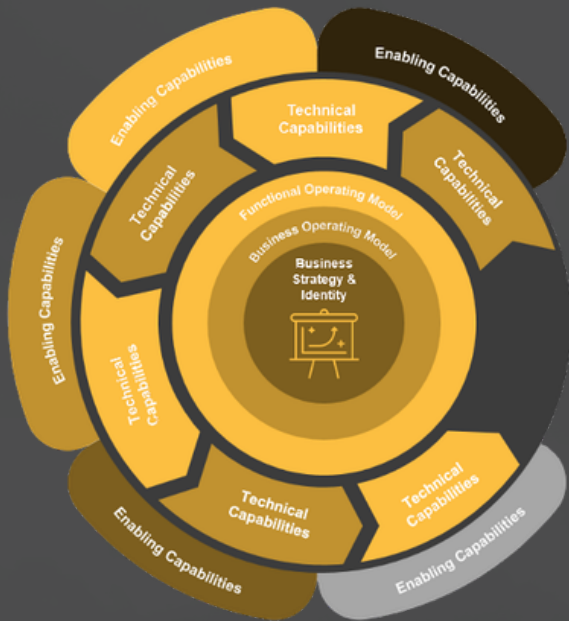 Enabling Capabilities
Enabling Capabilities
Technical
Capabilities
Technical
Capabilities
Technical
Capabilities
Functional Operating Model
Business Operating Model
Business
Strategy &
Identity
Enabling Capabilities
Technical
Capabilities
Technical
Capabilities
Technical
Capabilities
Enabling Capabilities
Enabling Capabilities